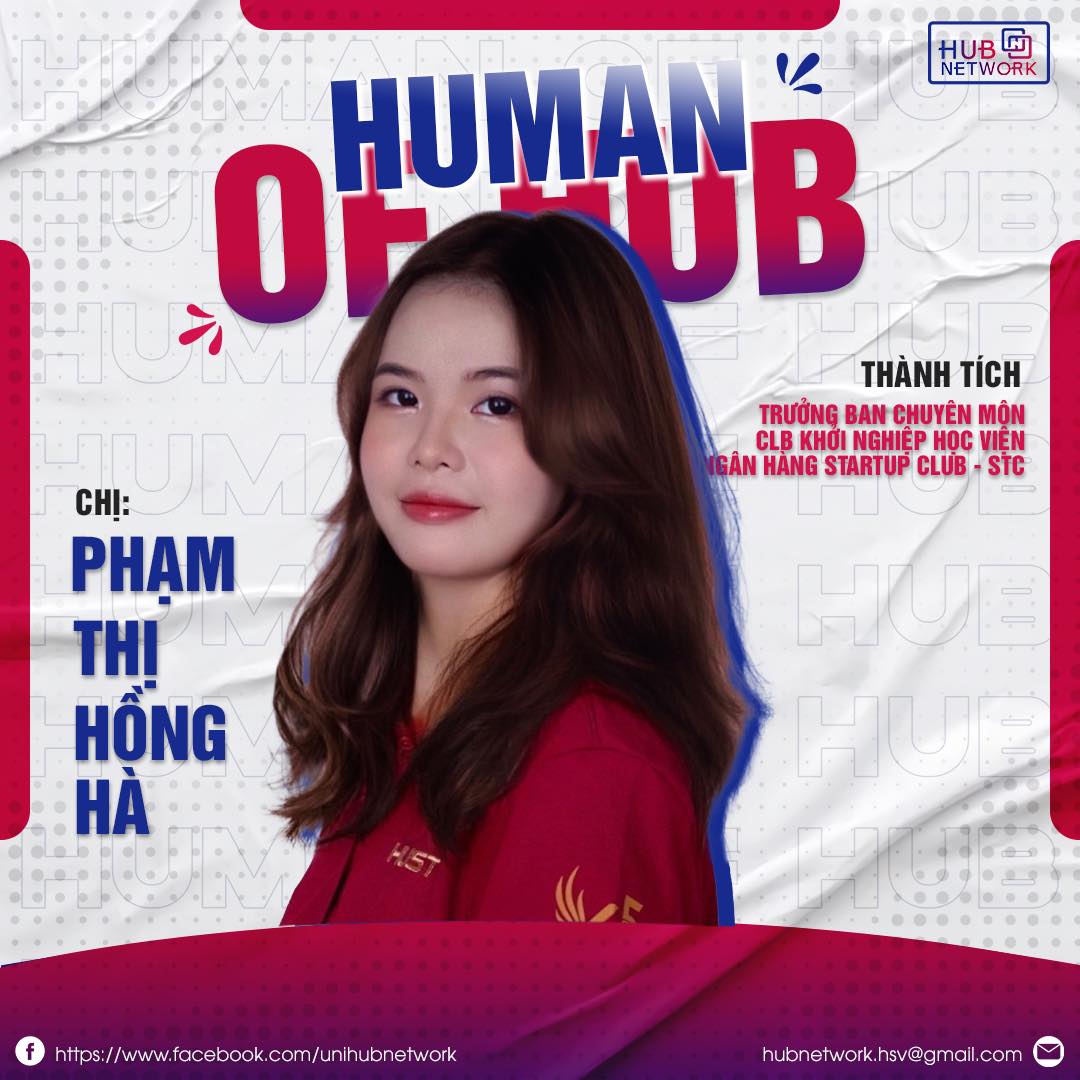 HUB
NETWORK
HUMAN
OF HUB
THÀNH TÍCH
TRƯỞNG BAN CHUYÊN MÔN
CLB KHỞI NGHIỆP HỌC VIỆN
NGÂN HÀNG STARTUP CLUB - STC
CHỊ:
PHẠM
THỊ
HỒNG
HÀ
HUST
https://www.facebook.com/unihubnetwork
hubnetwork.hsv@gmail.com